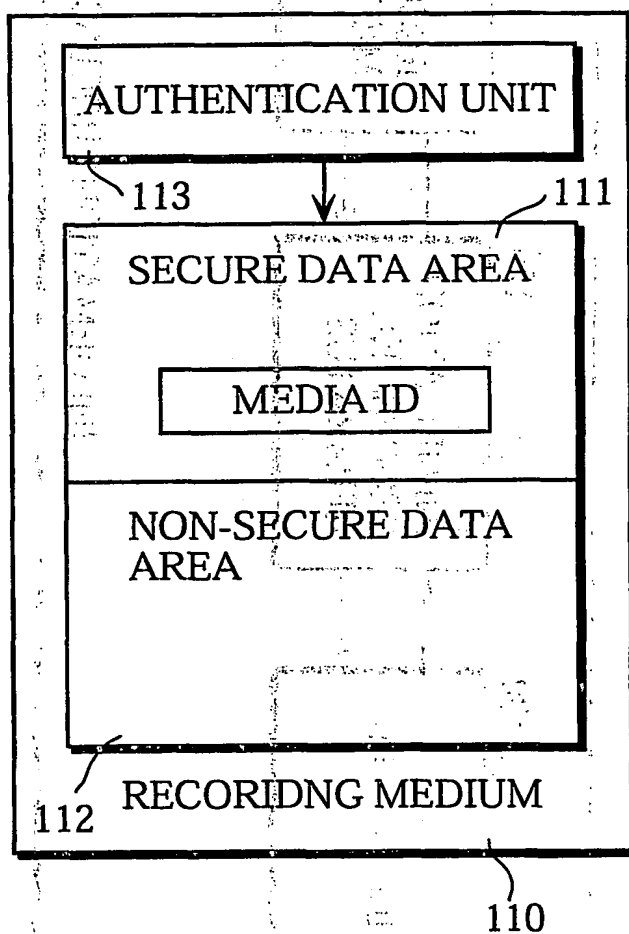 AUTHENTICATION UNIT
113
111
SECURE DATA AREA
MEDIA ID
NON-SECURE DATA
AREA
112
RECORIDNG MEDIUM
110